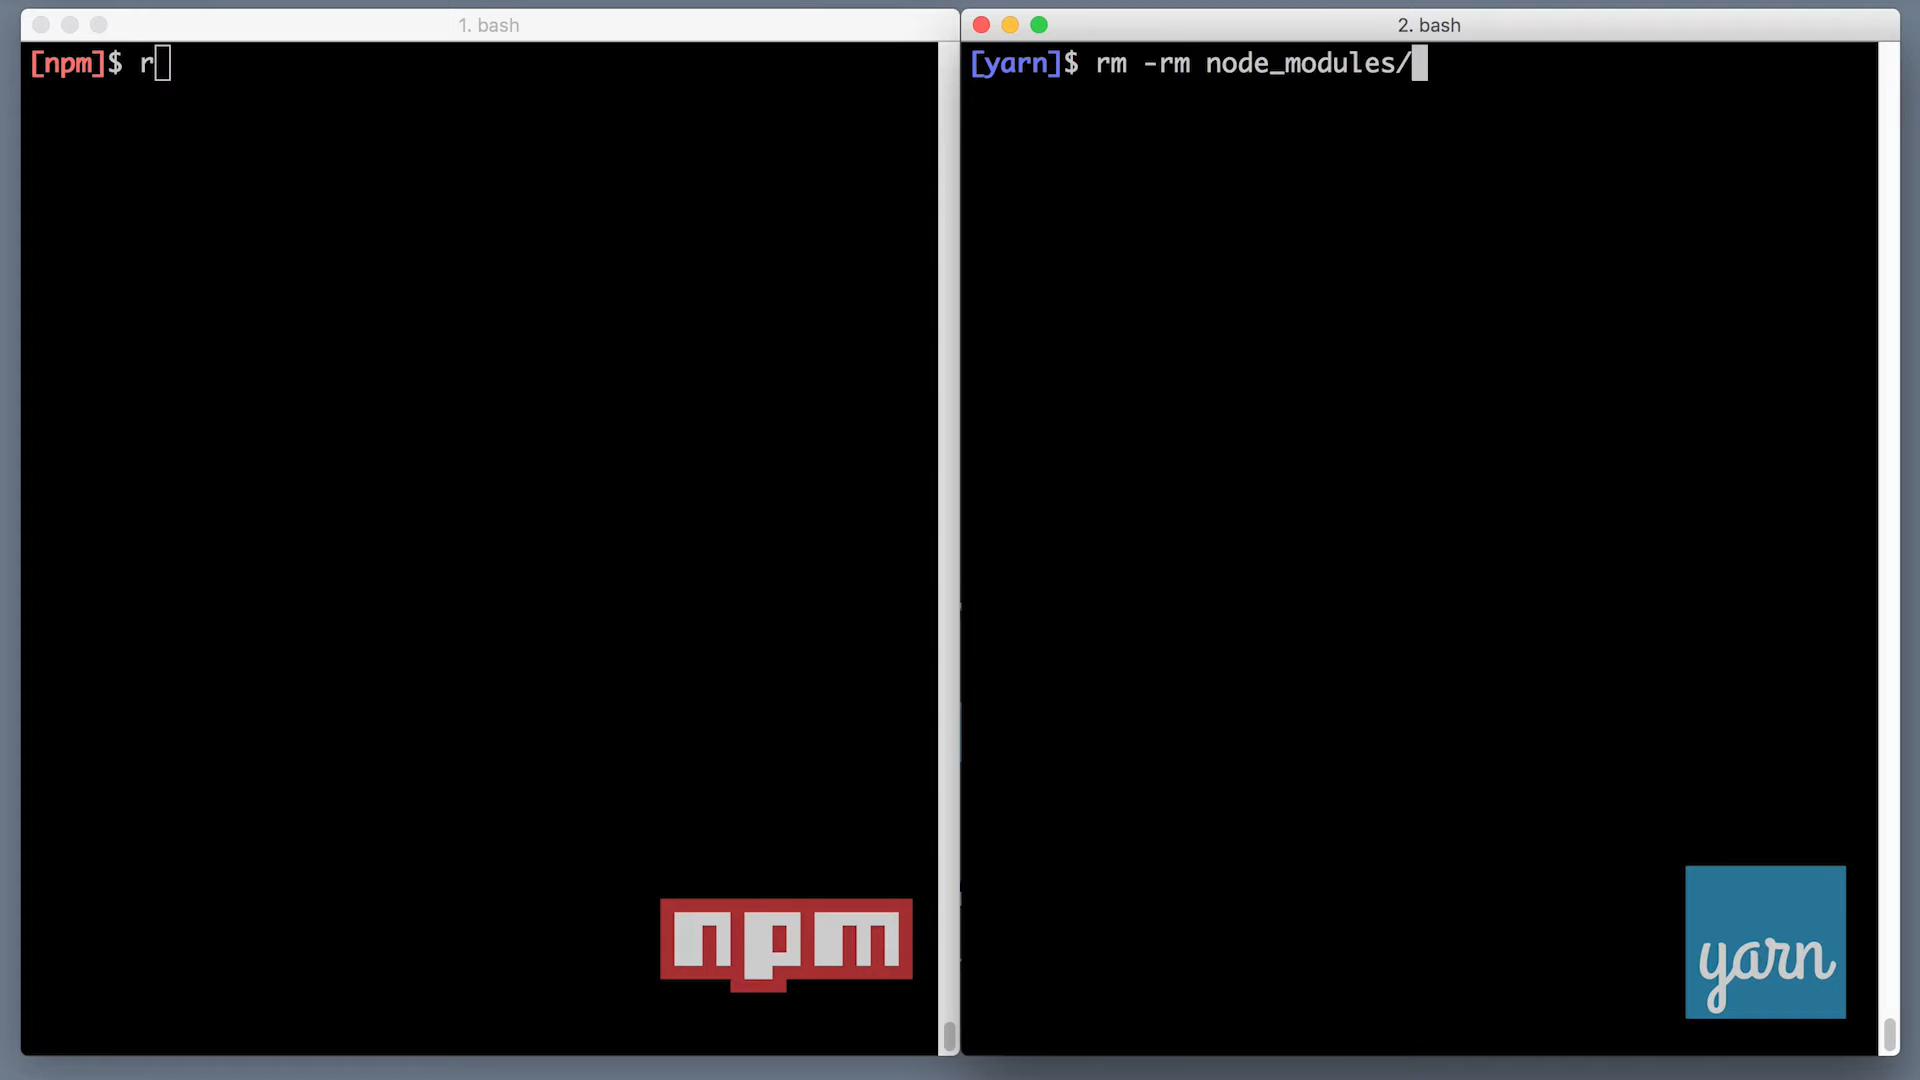 1. bash
[npm]$ r
npm
2. bash
[yarn]$ rm -rm node_modules/
yarn